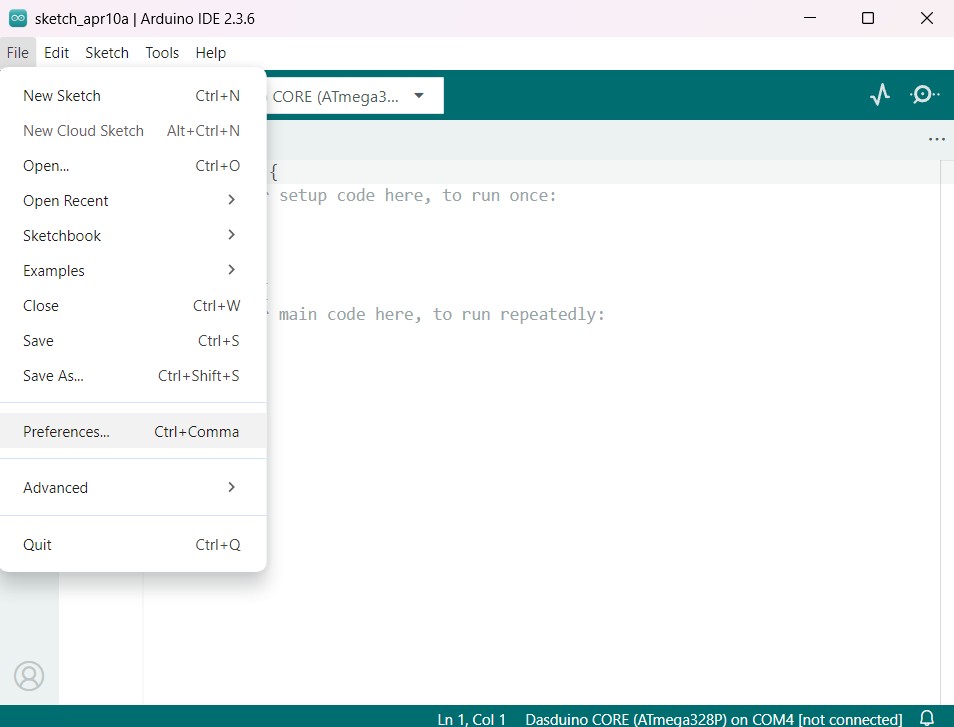 sketch_apr10a | Arduino IDE 2.3.6
File Edit Sketch Tools Help
CORE (ATmega3...
New Sketch Ctrl+N
New Cloud Sketch Alt+Ctrl+N
Open... Ctrl+O
Open Recent
Sketchbook
Examples
Close Ctrl+W
Save Ctrl+S
Save As... Ctrl+Shift+S
Preferences... Ctrl+Comma
Advanced
Quit Ctrl+Q
{
setup code here, to run once:
main code here, to run repeatedly:
Ln 1, Col 1 Dasduino CORE (ATmega328P) on COM4 [not connected]